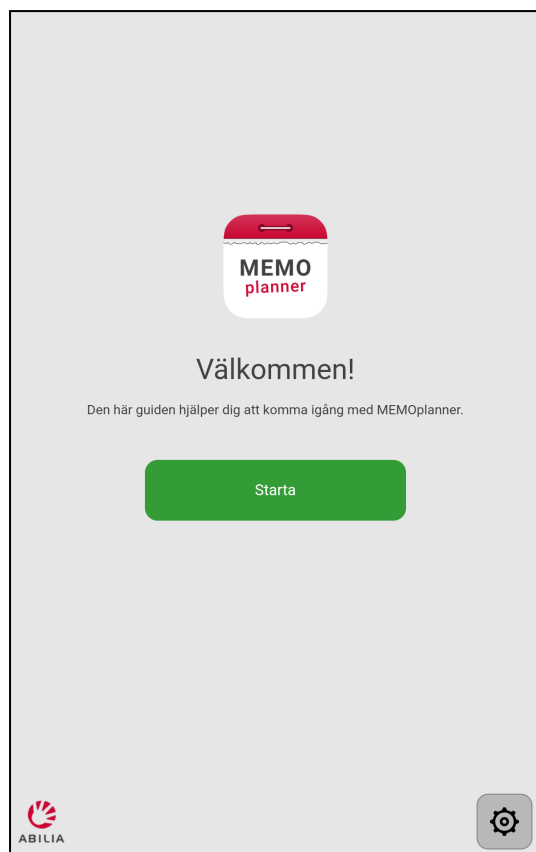 MEMO
planner
Välkommen!
Den här guiden hjälper dig att komma igång med MEMOplanner.
Starta
ABILIA